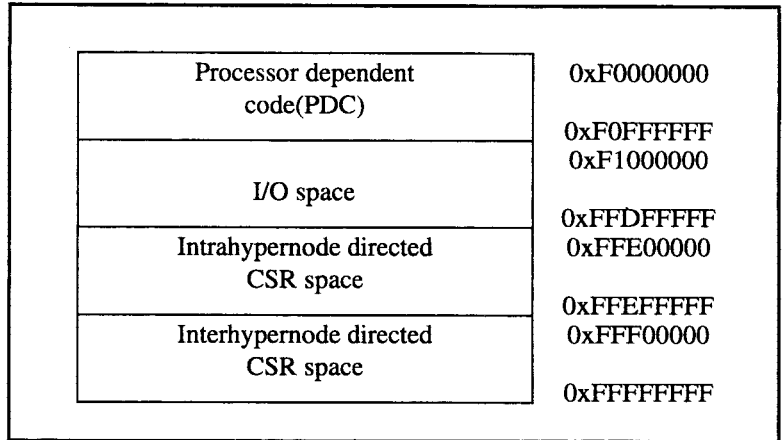 Processor dependent
code(PDC)
0xF0000000
0xF0FFFFFF
I/O space
0xF1000000
0xFFDFFFFF
Intrahypernode directed
CSR space
0xFFE00000
0xFFEFFFFF
Interhypernode directed
CSR space
0xFFF00000
0xFFFFFFFF